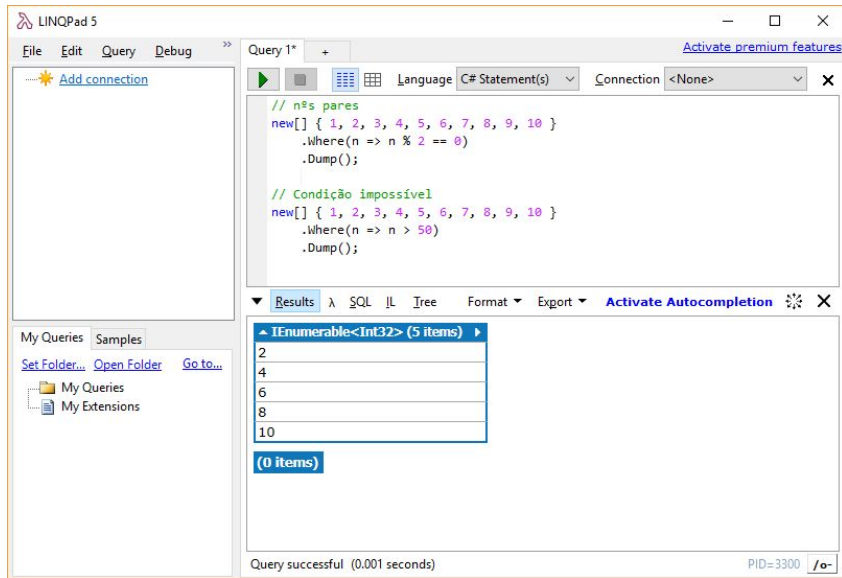 LINQPad 5
File Edit Query Debug »
Add connection
My Queries Samples
Set Folder... Open Folder Go to...
My Queries
My Extensions
Query 1* +
Activate premium features
Language C# Statement(s) Connection <None>
// nºs pares
new[] { 1, 2, 3, 4, 5, 6, 7, 8, 9, 10 }
.Where(n => n % 2 == 0)
.Dump();
// Condição impossível
new[] { 1, 2, 3, 4, 5, 6, 7, 8, 9, 10 }
.Where(n => n > 50)
.Dump();
Results λ SQL IL Tree Format Export Activate Autocompletion
IEnumerable<Int32> (5 items)
2
4
6
8
10
(0 items)
Query successful (0.001 seconds)
PID=3300 /o-